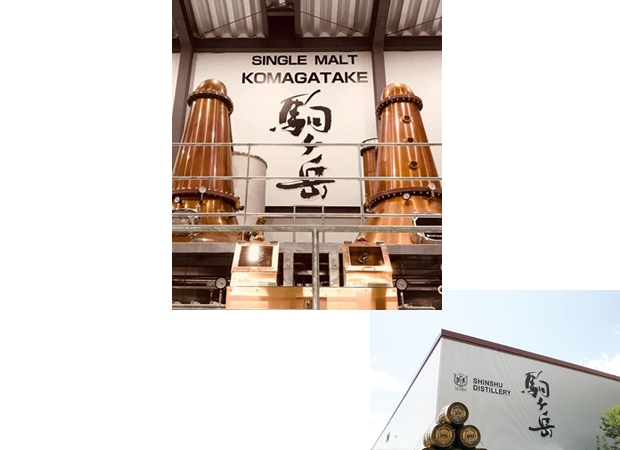 SINGLE MALT
KOMAGATAKE
駒ヶ岳
SHINSHU
DISTILLERY
駒ヶ岳